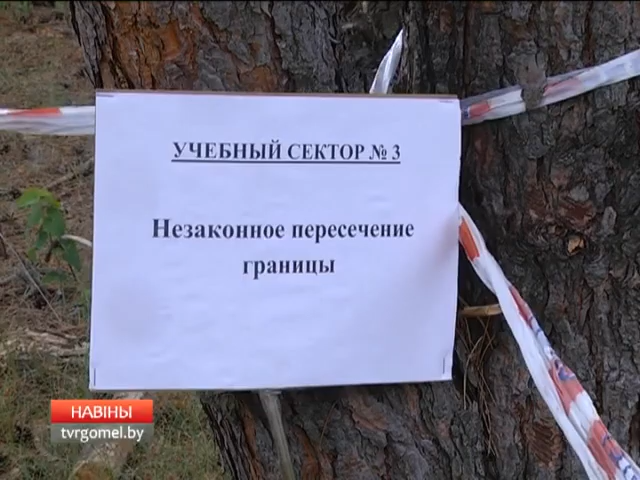 УЧЕБНЫЙ СЕКТОР № 3
Незаконное пересечение
границы
НАВІНЫ
tvrgomel.by